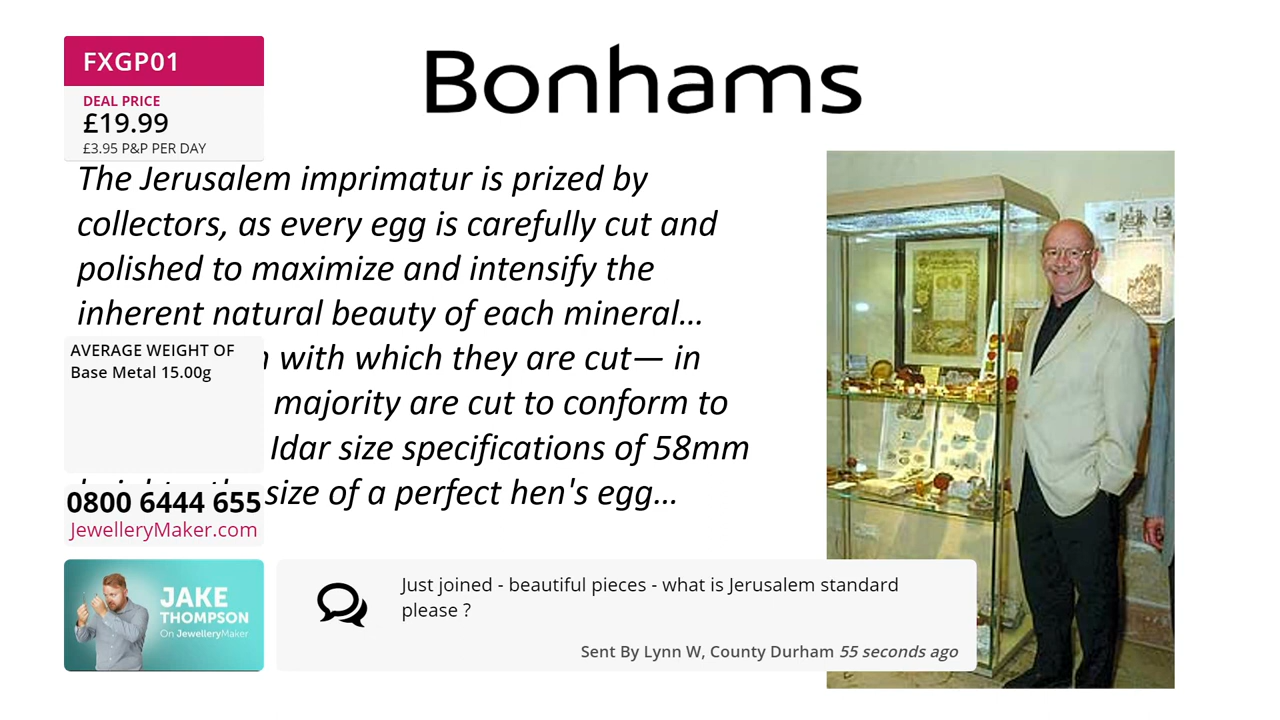 FXGP01
DEAL PRICE
£19.99
£3.95 P&P PER DAY
Bonhams
The Jerusalem imprimatur is prized by
collectors, as every egg is carefully cut and
polished to maximize and intensify the
inherent natural beauty of each mineral…
with which they are cut— in
majority are cut to conform to
Idar size specifications of 58mm
size of a perfect hen's egg…
AVERAGE WEIGHT OF
Base Metal 15.00g
0800 6444 655
JewelleryMaker.com
JAKE
THOMPSON
On JewelleryMaker
Just joined - beautiful pieces - what is Jerusalem standard
please ?
Sent By Lynn W, County Durham 55 seconds ago